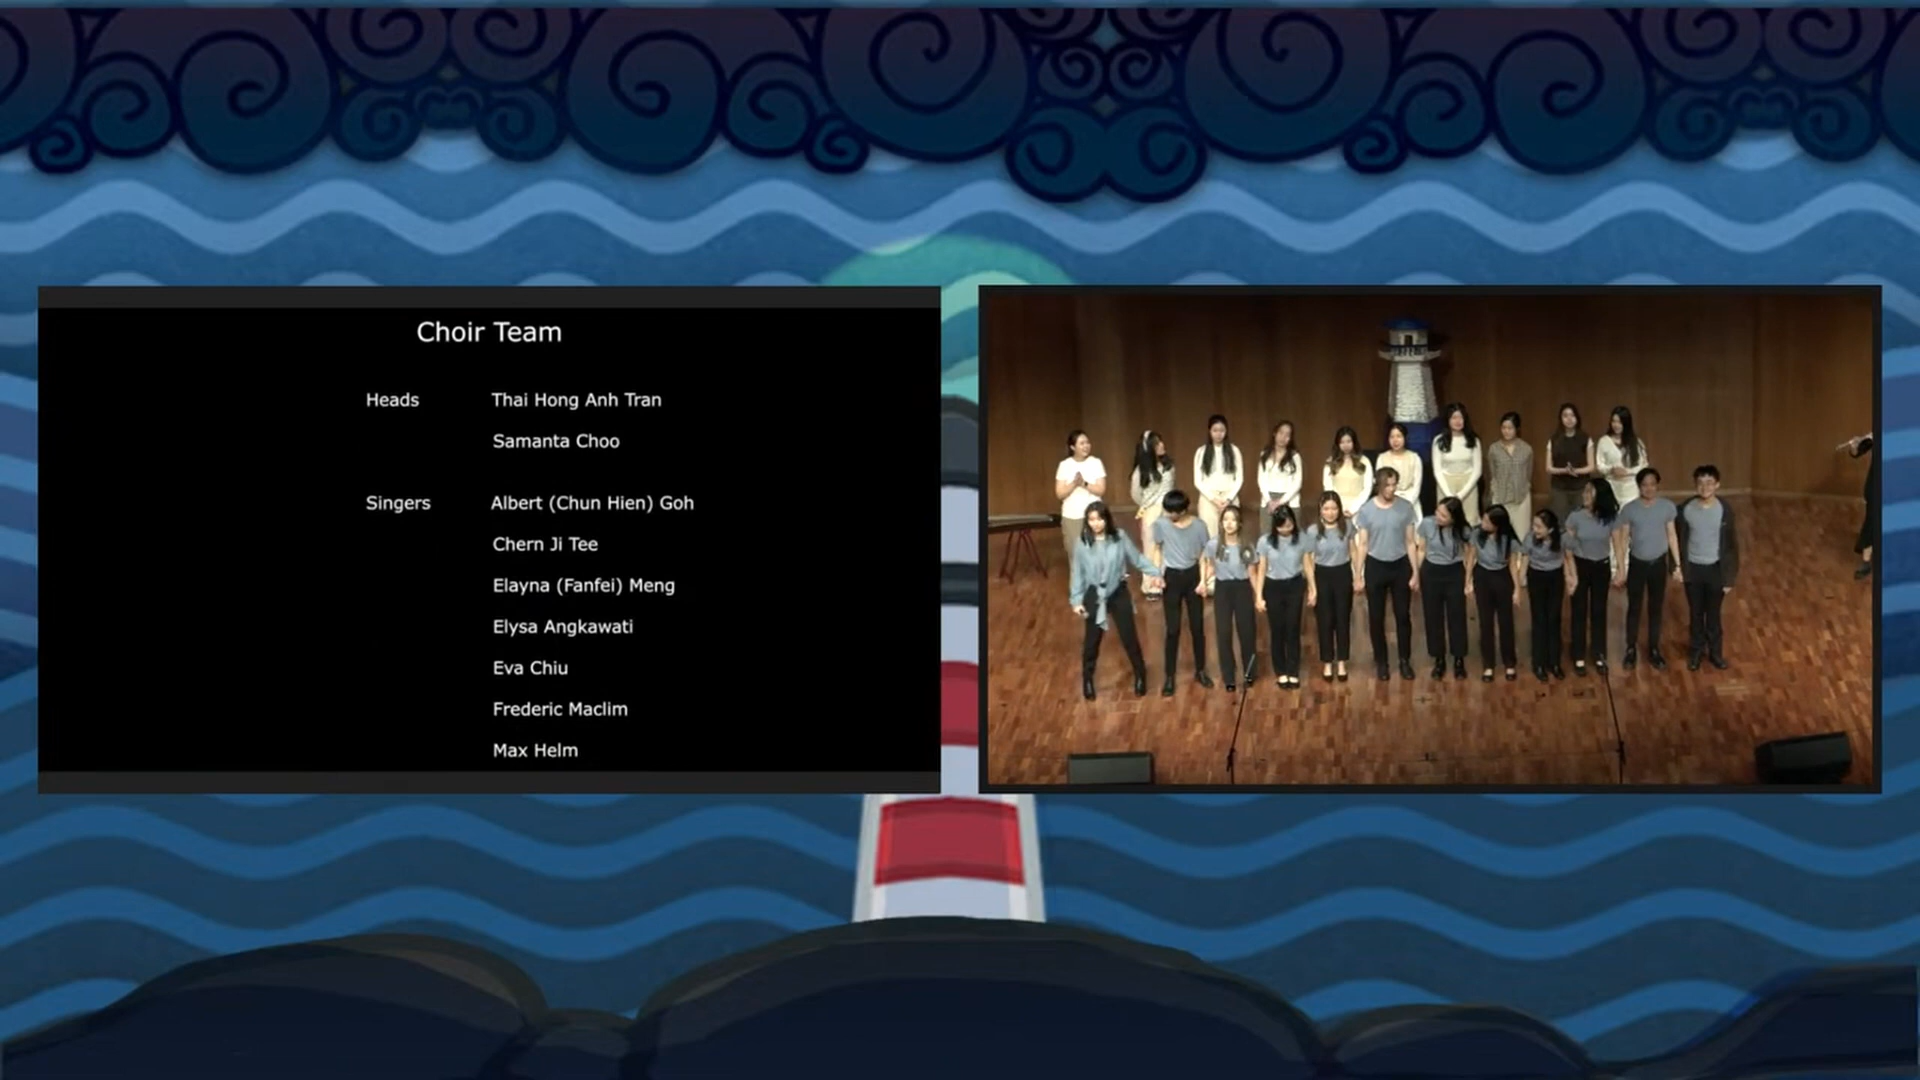 Choir Team
Heads Thai Hong Anh Tran
Samanta Choo
Singers Albert (Chun Hien) Goh
Chern Ji Tee
Elayna (Fanfei) Meng
Elysa Angkawati
Eva Chiu
Frederic Maclim
Max Helm